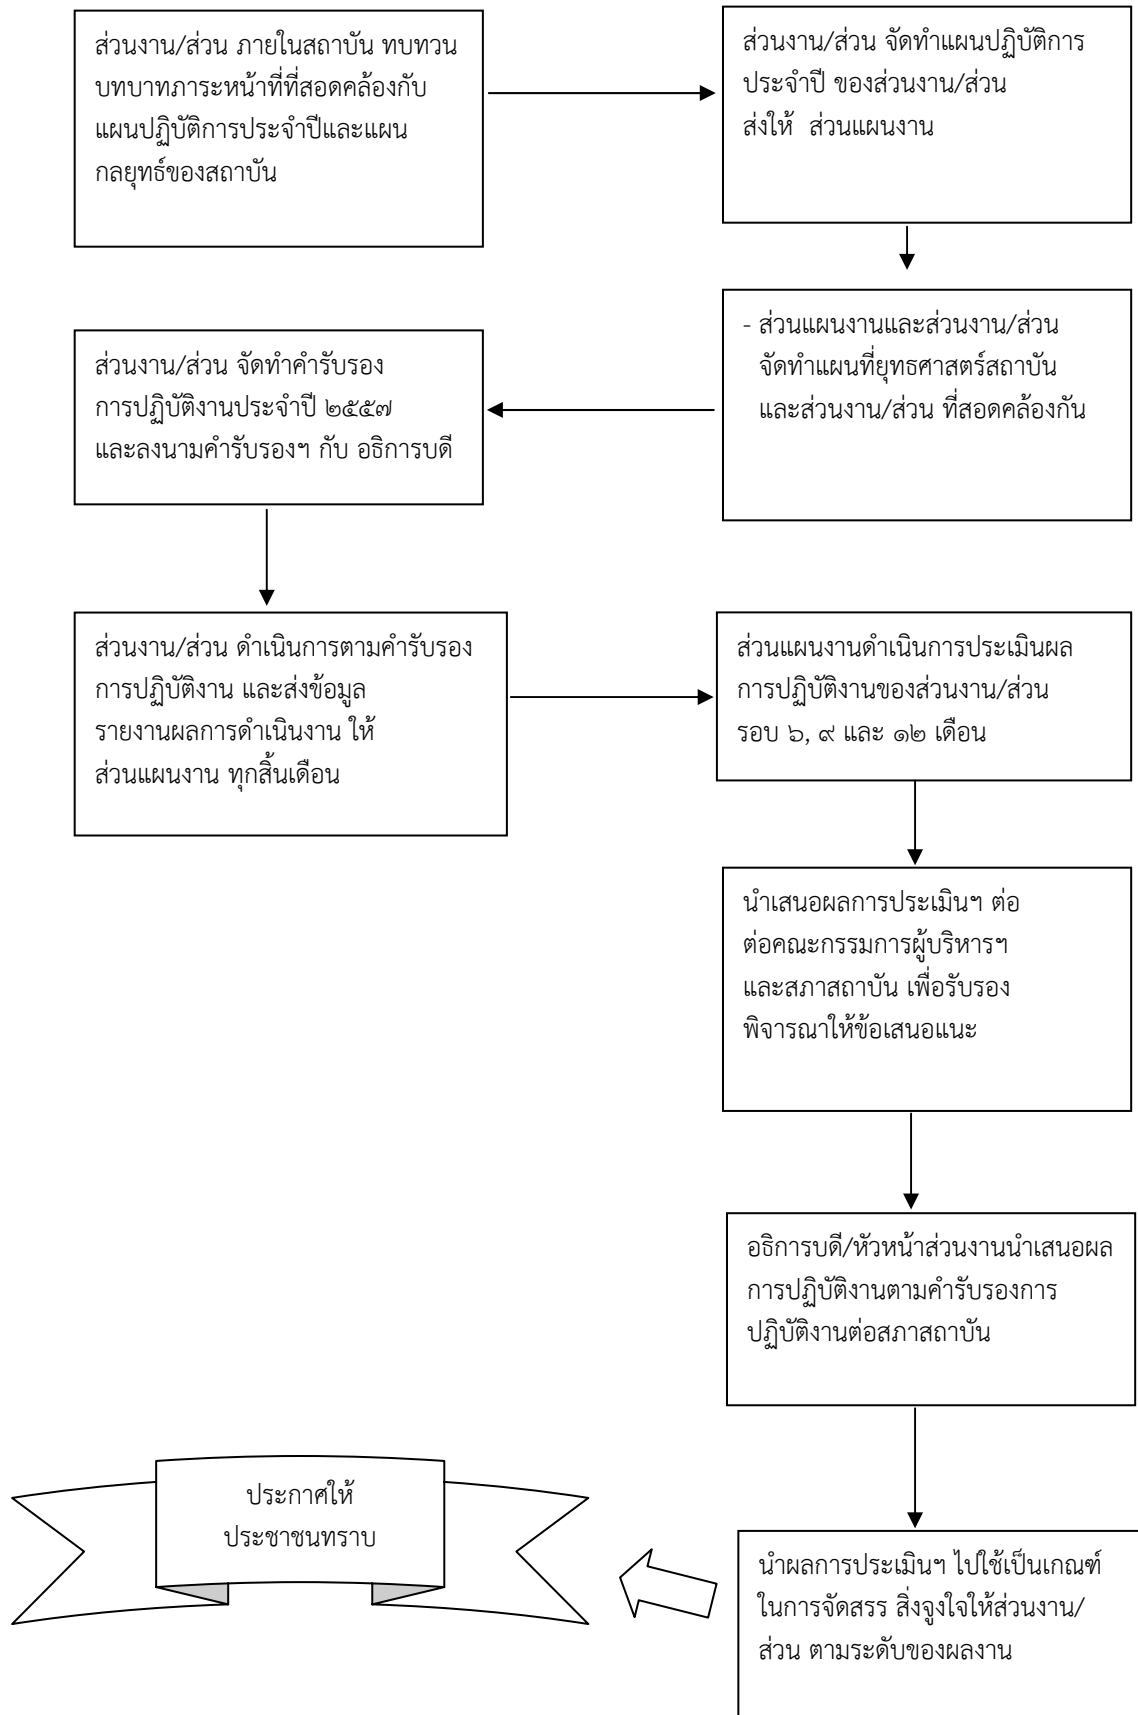 ส่วนงาน/ส่วน ภายในสถาบัน ทบทวน
บทบาทภาระหน้าที่ที่สอดคล้องกับ
แผนปฏิบัติการประจำปีและแผน
กลยุทธ์ของสถาบัน
ส่วนงาน/ส่วน จัดทำแผนปฏิบัติการ
ประจำปี ของส่วนงาน/ส่วน
ส่งให้ ส่วนแผนงาน
- ส่วนแผนงานและส่วนงาน/ส่วน
จัดทำแผนที่ยุทธศาสตร์สถาบัน
และส่วนงาน/ส่วน ที่สอดคล้องกัน
ส่วนงาน/ส่วน จัดทำคำรับรอง
การปฏิบัติงานประจำปี ๒๕๕๗
และลงนามคำรับรองฯ กับ อธิการบดี
ส่วนงาน/ส่วน ดำเนินการตามคำรับรอง
การปฏิบัติงาน และส่งข้อมูล
รายงานผลการดำเนินงาน ให้
ส่วนแผนงาน ทุกสิ้นเดือน
ส่วนแผนงานดำเนินการประเมินผล
การปฏิบัติงานของส่วนงาน/ส่วน
รอบ ๖, ๙ และ ๑๒ เดือน
นำเสนอผลการประเมินฯ ต่อ
ต่อคณะกรรมการผู้บริหารฯ
และสภาสถาบัน เพื่อรับรอง
พิจารณาให้ข้อเสนอแนะ
อธิการบดี/หัวหน้าส่วนงานนำเสนอผล
การปฏิบัติงานตามคำรับรองการ
ปฏิบัติงานต่อสภาสถาบัน
นำผลการประเมินฯ ไปใช้เป็นเกณฑ์
ในการจัดสรร สิ่งจูงใจให้ส่วนงาน/
ส่วน ตามระดับของผลงาน
ประกาศให้
ประชาชนทราบ